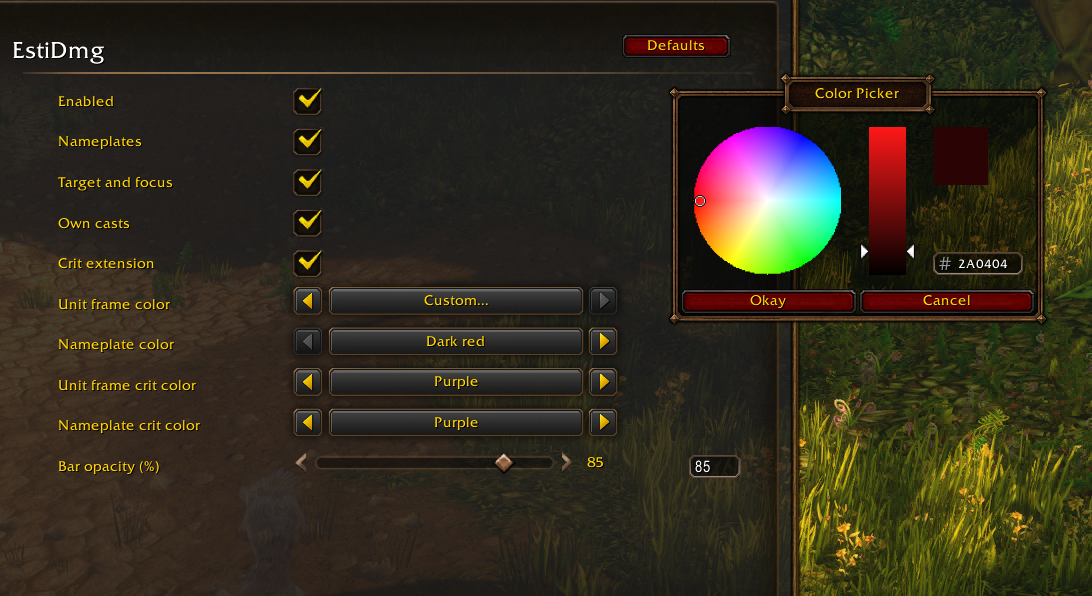 EstiDmg
Defaults
Color Picker
Enabled
Nameplates
Target and focus
Own casts
Crit extension
# 2A0404
Unit frame color
Custom...
Okay
Cancel
Nameplate color
Dark red
Unit frame crit color
Purple
Nameplate crit color
Purple
Bar opacity (%)
85
85